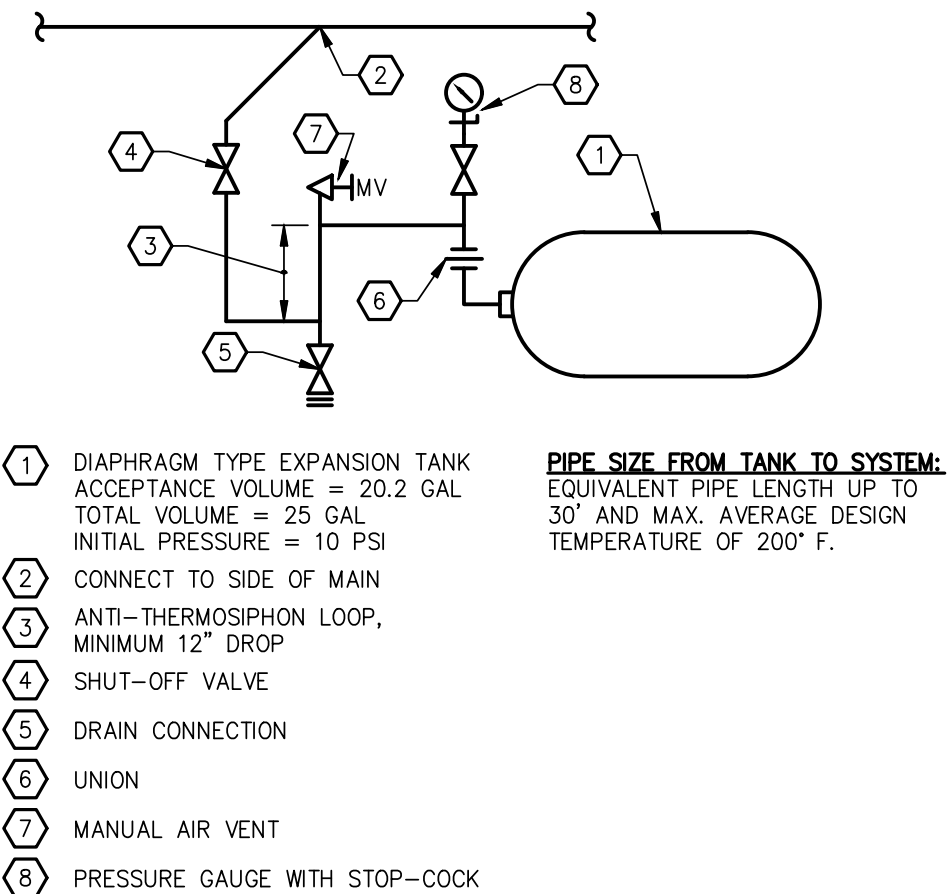 2
8
7
4
1
MV
3
6
5
1 DIAPHRAGM TYPE EXPANSION TANK
ACCEPTANCE VOLUME = 20.2 GAL
TOTAL VOLUME = 25 GAL
INITIAL PRESSURE = 10 PSI
2 CONNECT TO SIDE OF MAIN
3 ANTI-THERMOSIPHON LOOP,
MINIMUM 12" DROP
4 SHUT-OFF VALVE
5 DRAIN CONNECTION
6 UNION
7 MANUAL AIR VENT
8 PRESSURE GAUGE WITH STOP-COCK
PIPE SIZE FROM TANK TO SYSTEM:
EQUIVALENT PIPE LENGTH UP TO
30' AND MAX. AVERAGE DESIGN
TEMPERATURE OF 200° F.